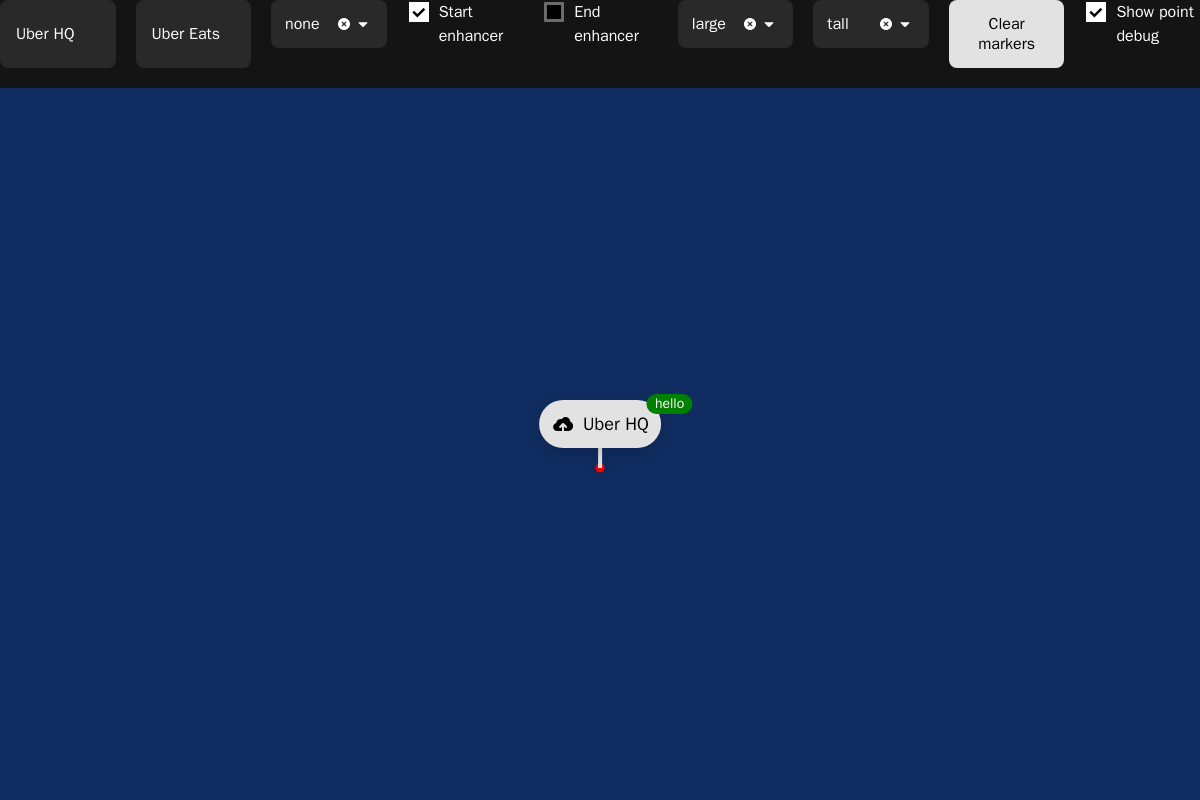 Uber HQ
Uber Eats
none
Start
enhancer
End
enhancer
large
tall
Clear
markers
Show point
debug
hello
Uber HQ